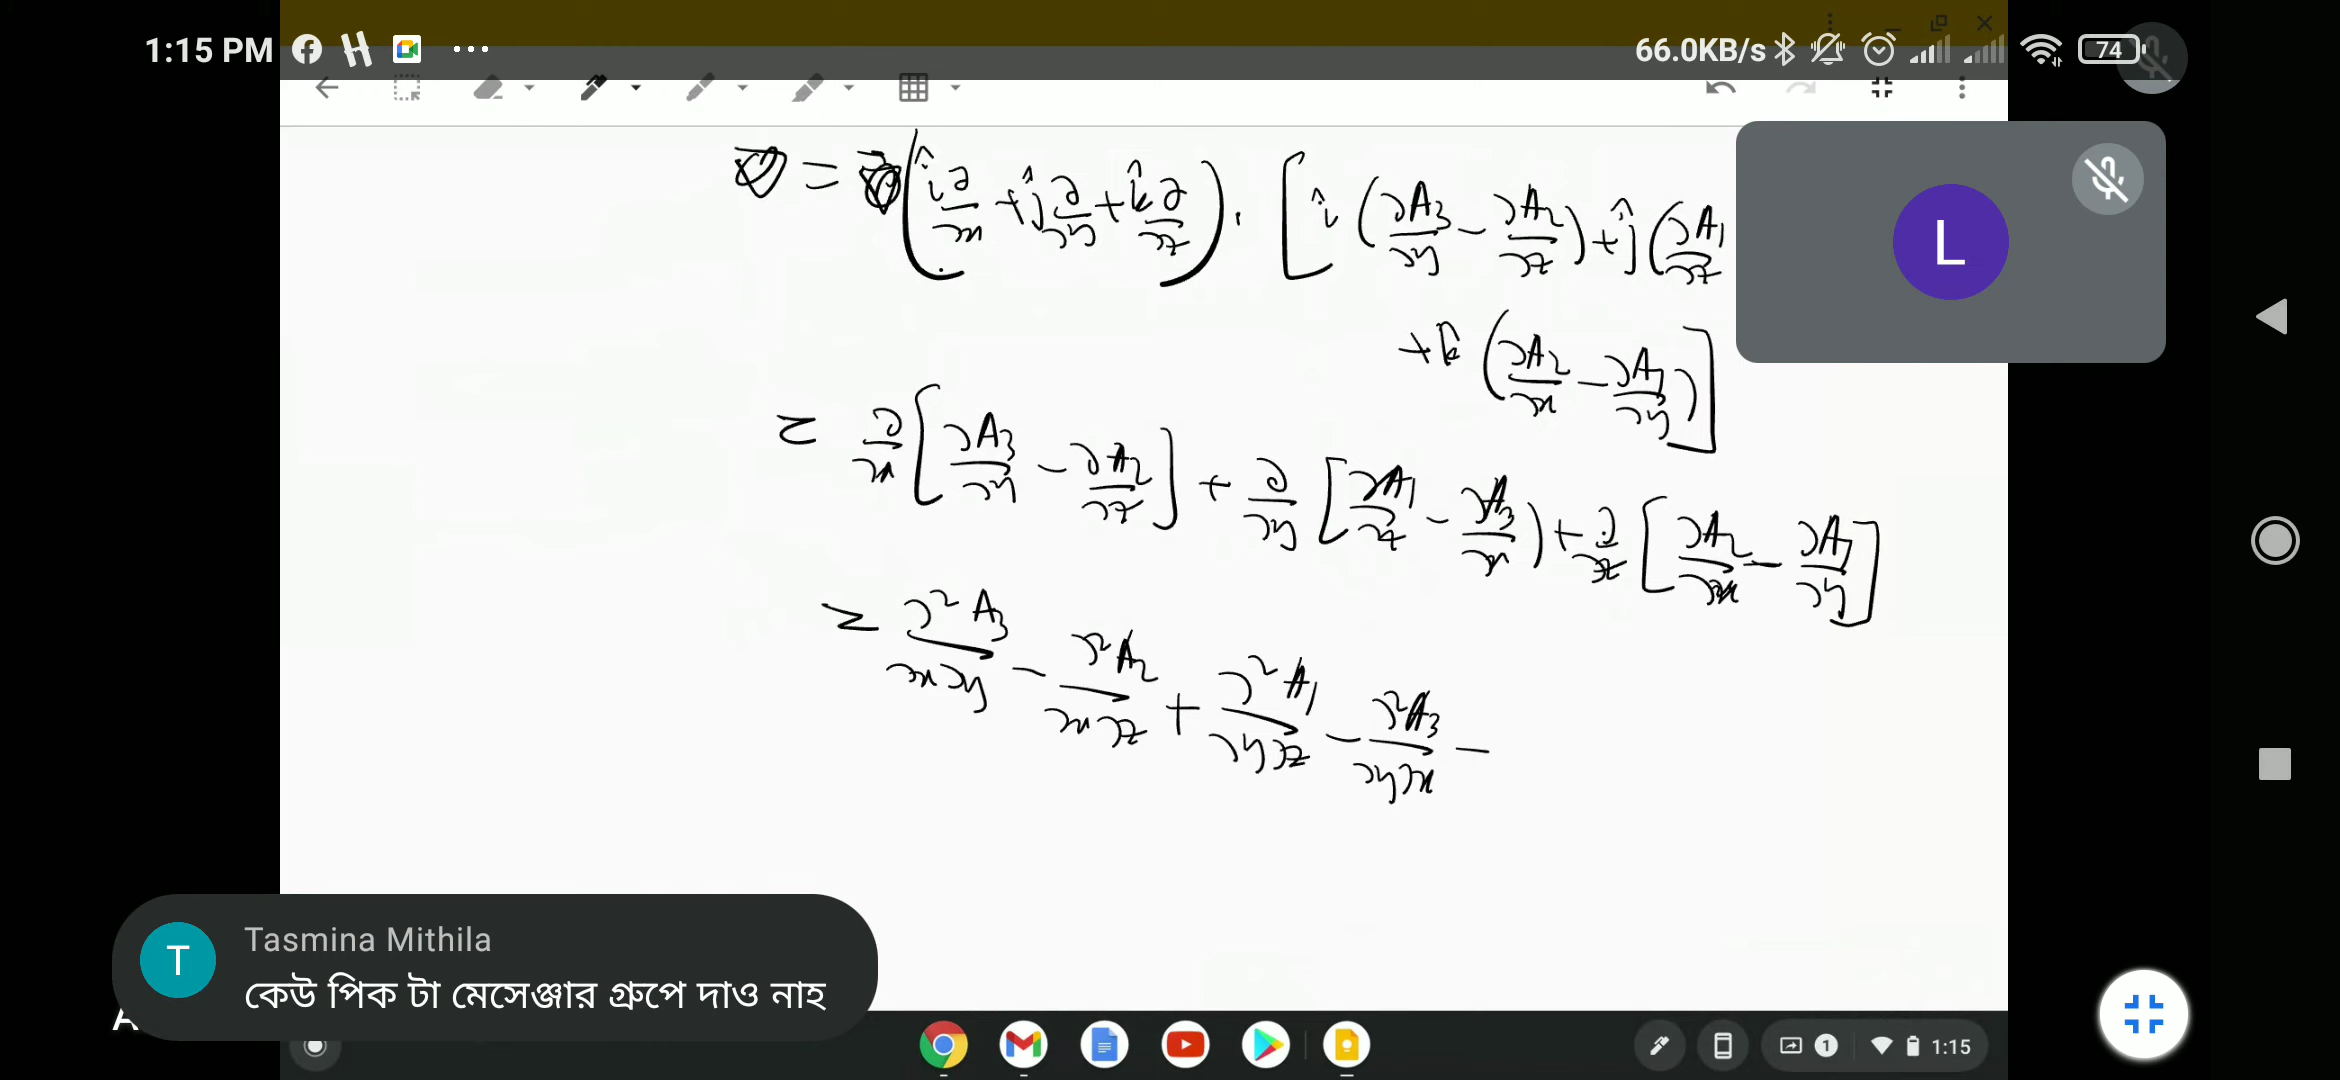 1:15 PM 66.0KB/s 74
= (î ∂/∂x + ĵ ∂/∂y + k̂ ∂/∂z) . [î (∂A₃/∂y − ∂A₂/∂z) + ĵ (∂A₁/∂z
+ k̂ (∂A₂/∂x − ∂A₁/∂y)]
= ∂/∂x [∂A₃/∂y − ∂A₂/∂z] + ∂/∂y [∂A₁/∂z − ∂A₃/∂x) + ∂/∂z [∂A₂/∂x − ∂A₁/∂y]
= ∂²A₃/∂x∂y − ∂²A₂/∂x∂z + ∂²A₁/∂y∂z − ∂²A₃/∂y∂x −
L
T
Tasmina Mithila
কেউ পিক টা মেসেঞ্জার গ্রুপে দাও নাহ
1 1:15